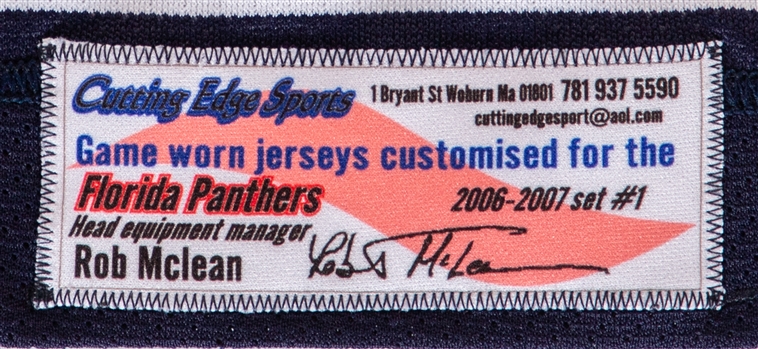 Cutting Edge Sports 1 Bryant St Woburn Ma 01801 781 937 5590
cuttingedgesport@aol.com
Game worn jerseys customised for the
Florida Panthers 2006-2007 set #1
Head equipment manager
Rob Mclean